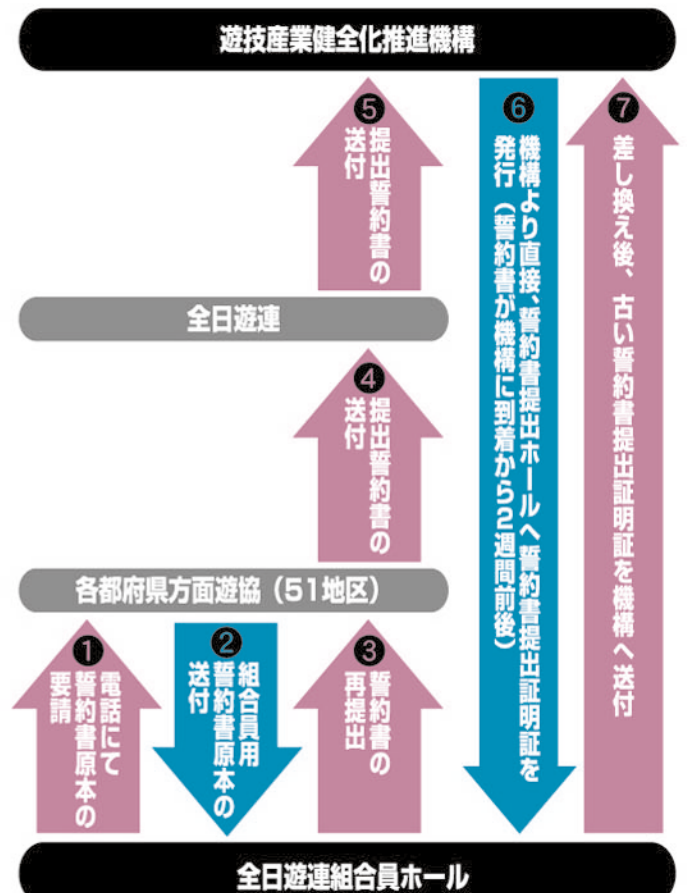 遊技産業健全化推進機構
❺
提出誓約書の
送付
❻
機構より直接、誓約書提出ホールへ誓約書提出証明証を
発行（誓約書が機構に到着から2週間前後）
❼
差し換え後、古い誓約書提出証明証を機構へ送付
全日遊連
❹
提出誓約書の
送付
各都府県方面遊協（51地区）
❶
電話にて
誓約書原本の
要請
❷
組合員用
誓約書原本の
送付
❸
誓約書の
再提出
全日遊連組合員ホール